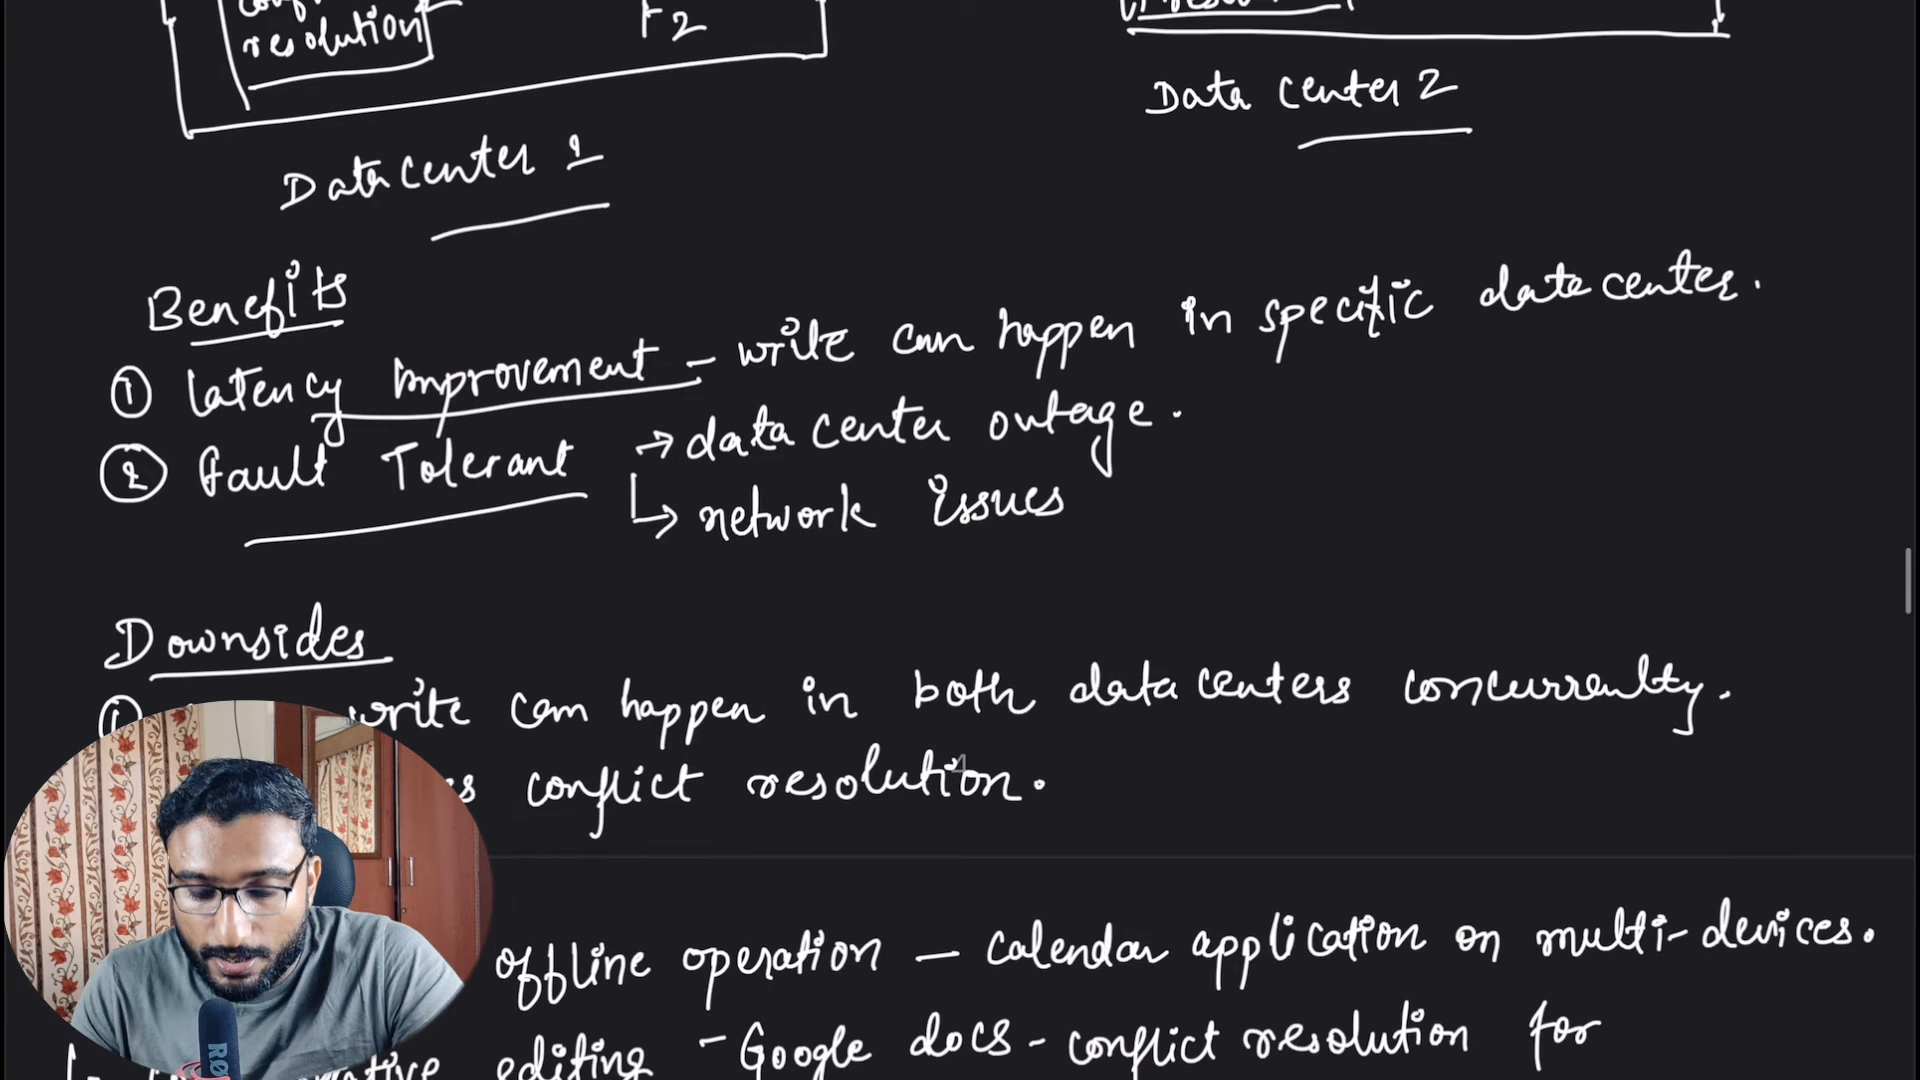 resolution
F2
Data center 2
Data center 1
Benefits
① Latency Improvement - write can happen in specific data center.
② Fault Tolerant → data center outage.
↳ network issues
Downsides
① write can happen in both data centers concurrently.
conflict resolution.
offline operation - calendar application on multi-devices.
editing - Google docs - conflict resolution for
RØ